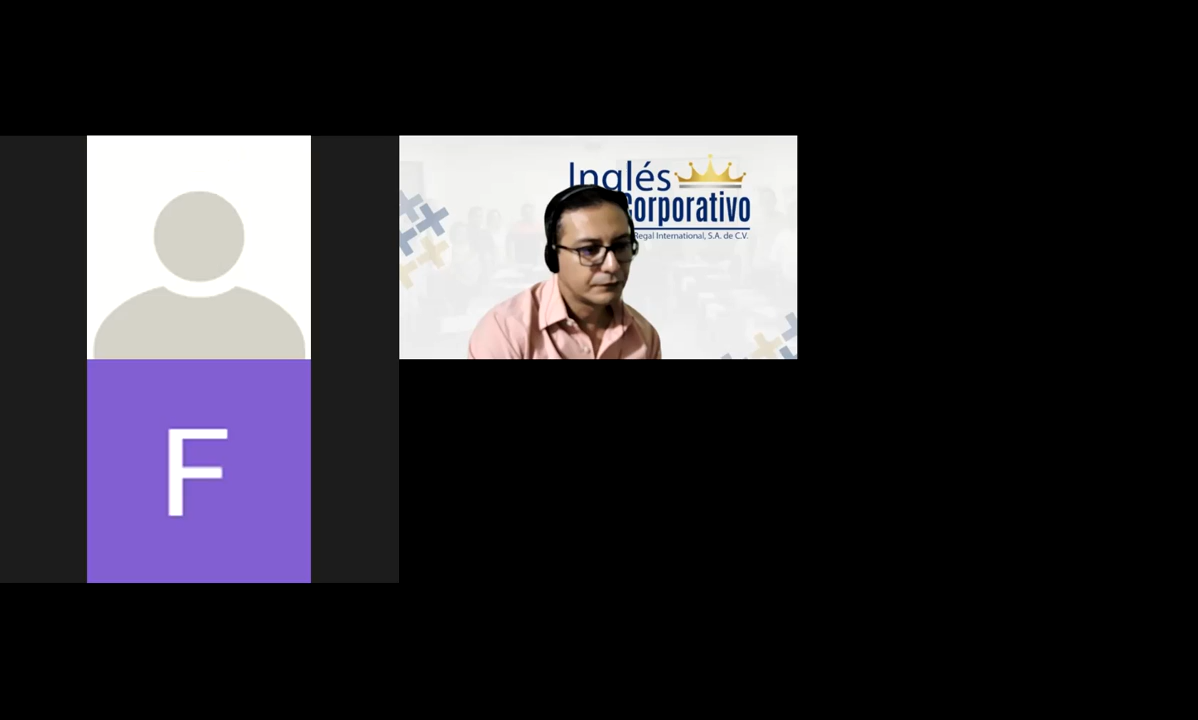 Inglés
Corporativo
Regal International, S.A. de C.V.
F